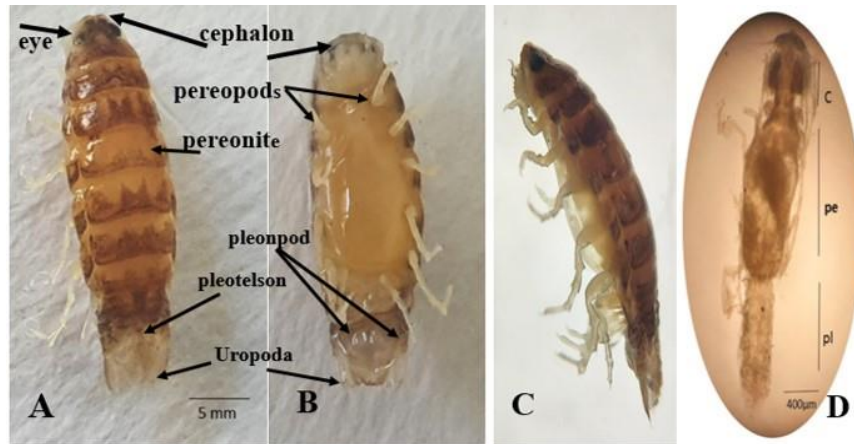 eye
cephalon
pereopods
pereonite
pleonpod
pleotelson
Uropoda
A
5 mm
B
C
C
pe
pl
400µm
D